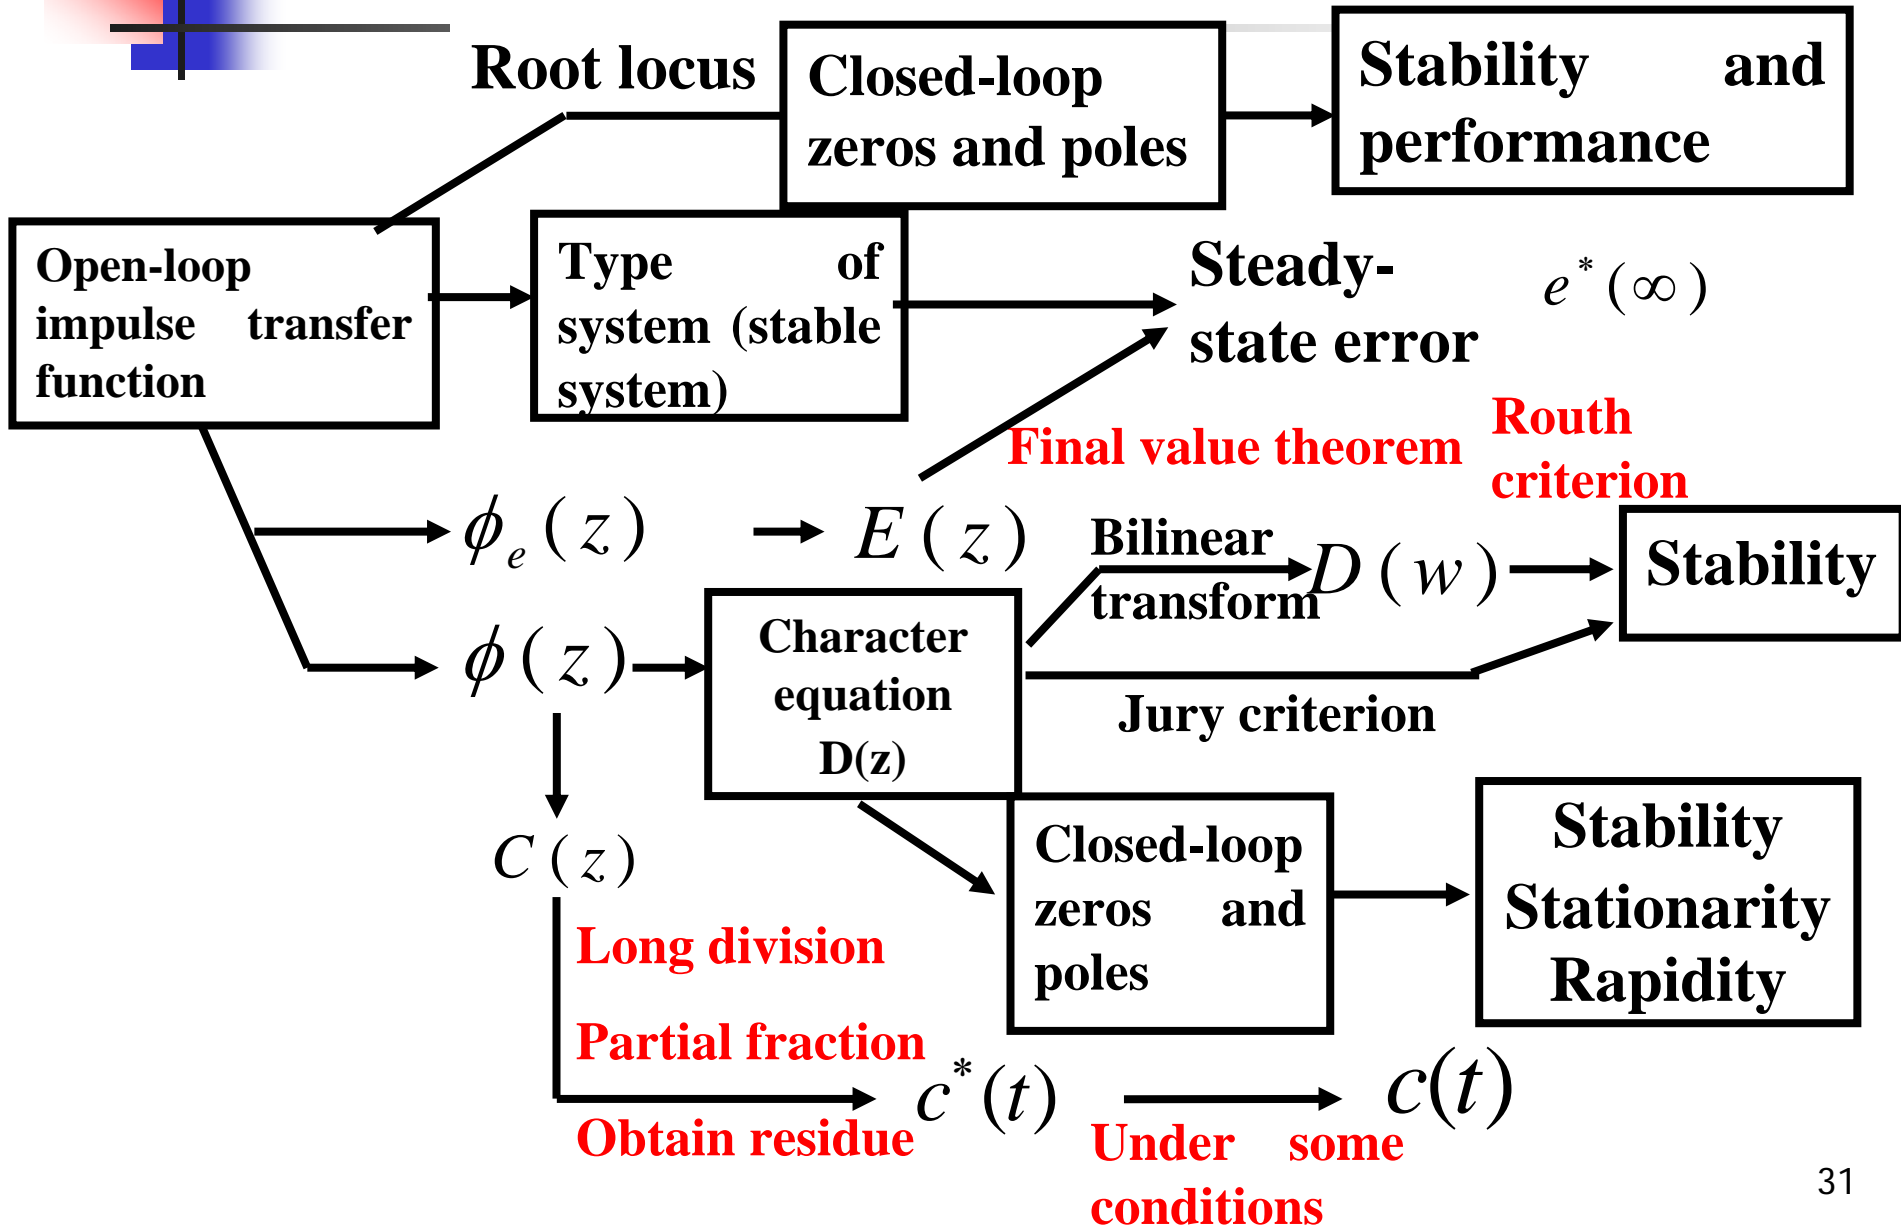 Root locus
Closed-loop
zeros and poles
Stability and
performance
Open-loop
impulse transfer
function
Type of
system (stable
system)
Steady-
state error
e*(∞)
Final value theorem
Routh
criterion
ϕe(z)
E(z)
Bilinear
transform
D(w)
Stability
ϕ(z)
Character
equation
D(z)
Jury criterion
C(z)
Closed-loop
zeros and
poles
Stability
Stationarity
Rapidity
Long division
Partial fraction
Obtain residue
c*(t)
Under some
conditions
c(t)
31